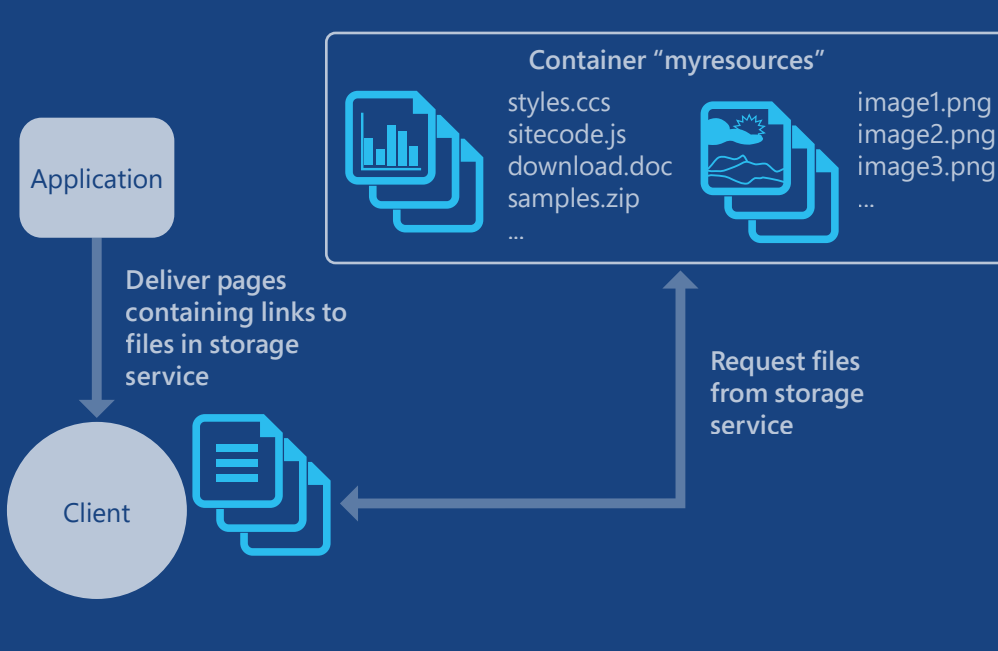 Container “myresources”
styles.ccs
sitecode.js
download.doc
samples.zip
...
image1.png
image2.png
image3.png
...
Application
Deliver pages
containing links to
files in storage
service
Request files
from storage
service
Client